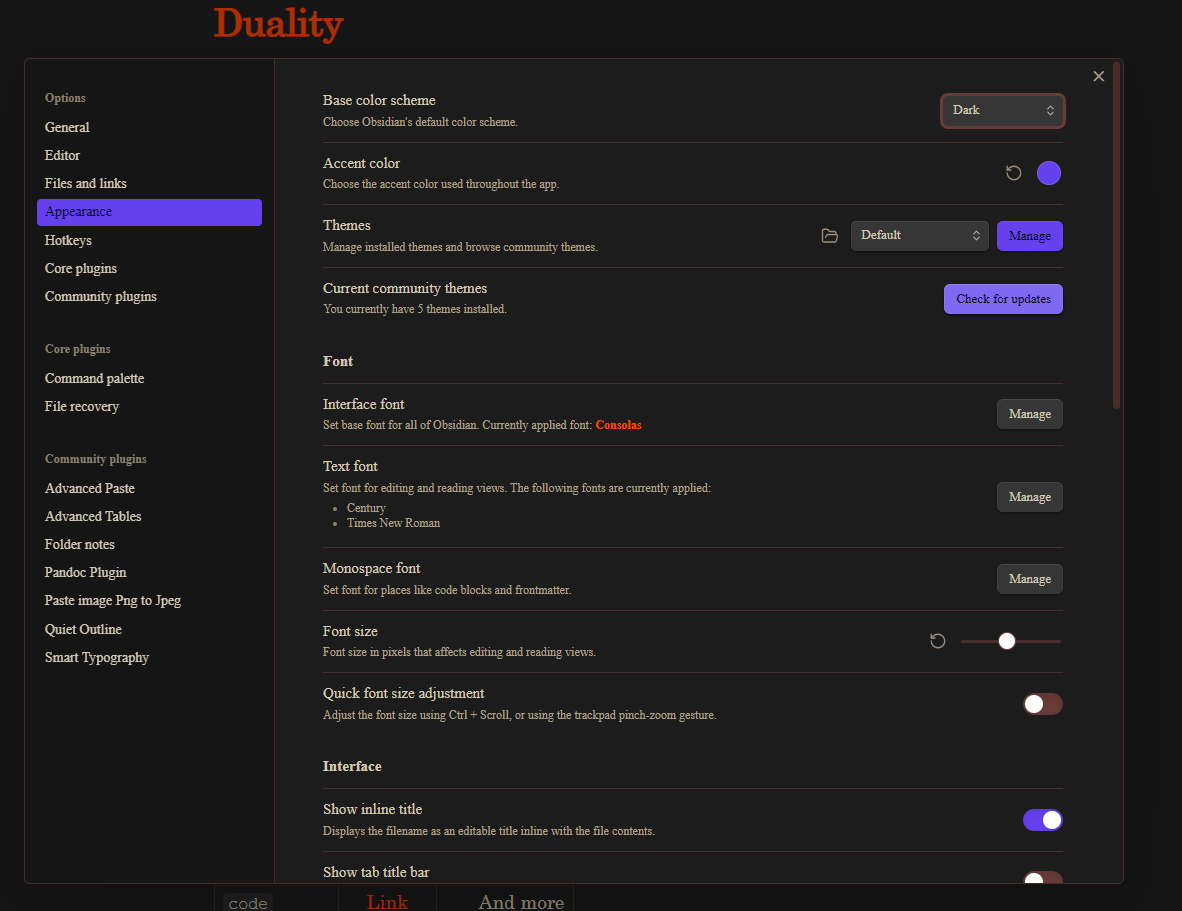 Duality
Options
General
Editor
Files and links
Appearance
Hotkeys
Core plugins
Community plugins
Core plugins
Command palette
File recovery
Community plugins
Advanced Paste
Advanced Tables
Folder notes
Pandoc Plugin
Paste image Png to Jpeg
Quiet Outline
Smart Typography
Base color scheme
Choose Obsidian's default color scheme.
Dark
Accent color
Choose the accent color used throughout the app.
Themes
Manage installed themes and browse community themes.
Default
Manage
Current community themes
You currently have 5 themes installed.
Check for updates
Font
Interface font
Set base font for all of Obsidian. Currently applied font: Consolas
Manage
Text font
Set font for editing and reading views. The following fonts are currently applied:
Century
Times New Roman
Manage
Monospace font
Set font for places like code blocks and frontmatter.
Manage
Font size
Font size in pixels that affects editing and reading views.
Quick font size adjustment
Adjust the font size using Ctrl + Scroll, or using the trackpad pinch-zoom gesture.
Interface
Show inline title
Displays the filename as an editable title inline with the file contents.
Show tab title bar
code Link And more